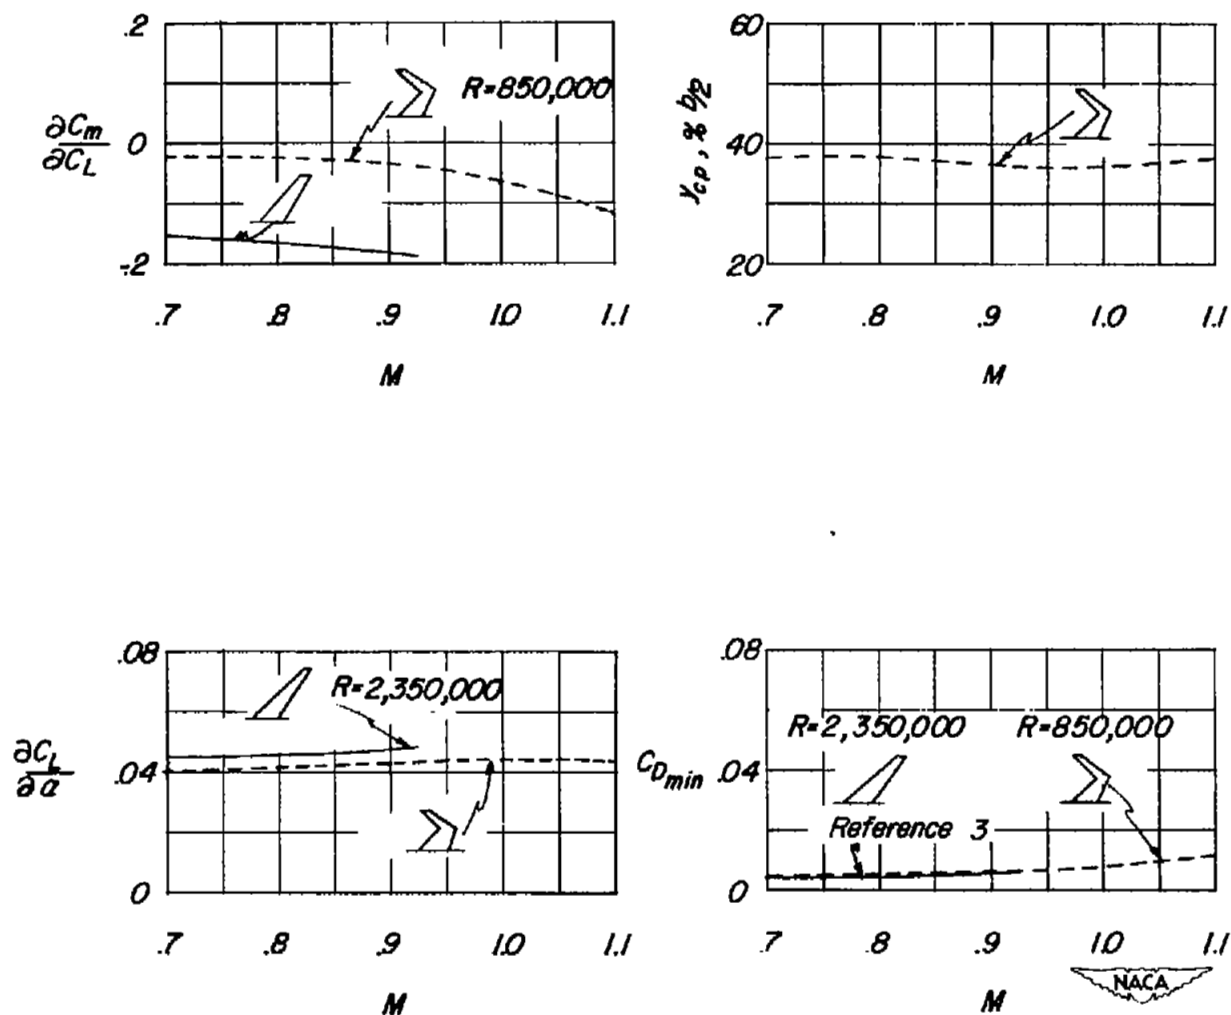 .2
R=850,000
∂Cm/∂CL
0
-.2
.7 .8 .9 1.0 1.1
M
60
ycp, % b/2
40
20
.7 .8 .9 1.0 1.1
M
.08
R=2,350,000
∂CL/∂α
.04
0
.7 .8 .9 1.0 1.1
M
.08
R=2,350,000 R=850,000
CDmin
.04
Reference 3
0
.7 .8 .9 1.0 1.1
M
NACA